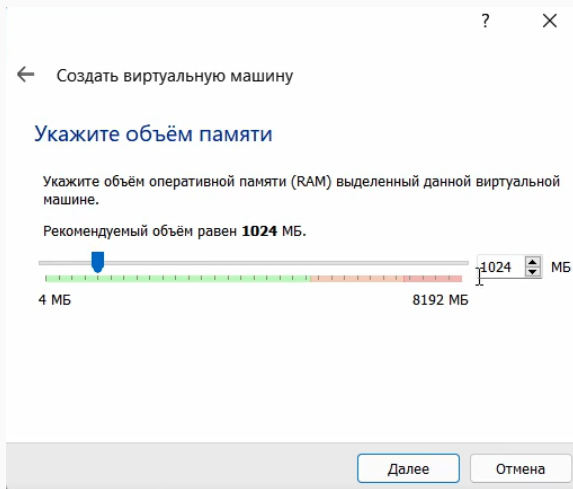 ?
Создать виртуальную машину
Укажите объём памяти
Укажите объём оперативной памяти (RAM) выделенный данной виртуальной
машине.
Рекомендуемый объём равен 1024 МБ.
1024 МБ
4 МБ 8192 МБ
Далее Отмена